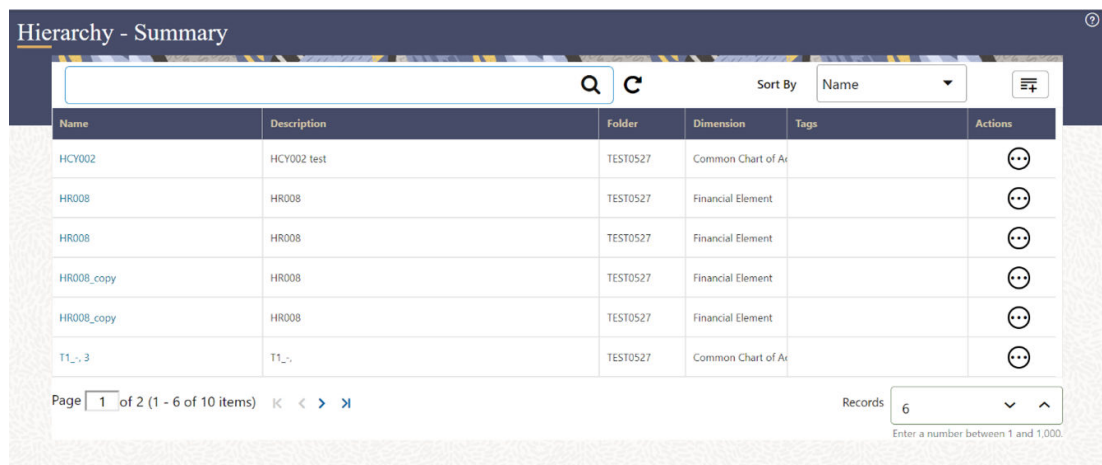 Hierarchy - Summary
Sort By Name
Name Description Folder Dimension Tags Actions
HCY002 HCY002 test TEST0527 Common Chart of Ac
HR008 HR008 TEST0527 Financial Element
HR008 HR008 TEST0527 Financial Element
HR008_copy HR008 TEST0527 Financial Element
HR008_copy HR008 TEST0527 Financial Element
T1_-, 3 T1_-, TEST0527 Common Chart of Ac
Page 1 of 2 (1 - 6 of 10 items) Records 6
Enter a number between 1 and 1,000.